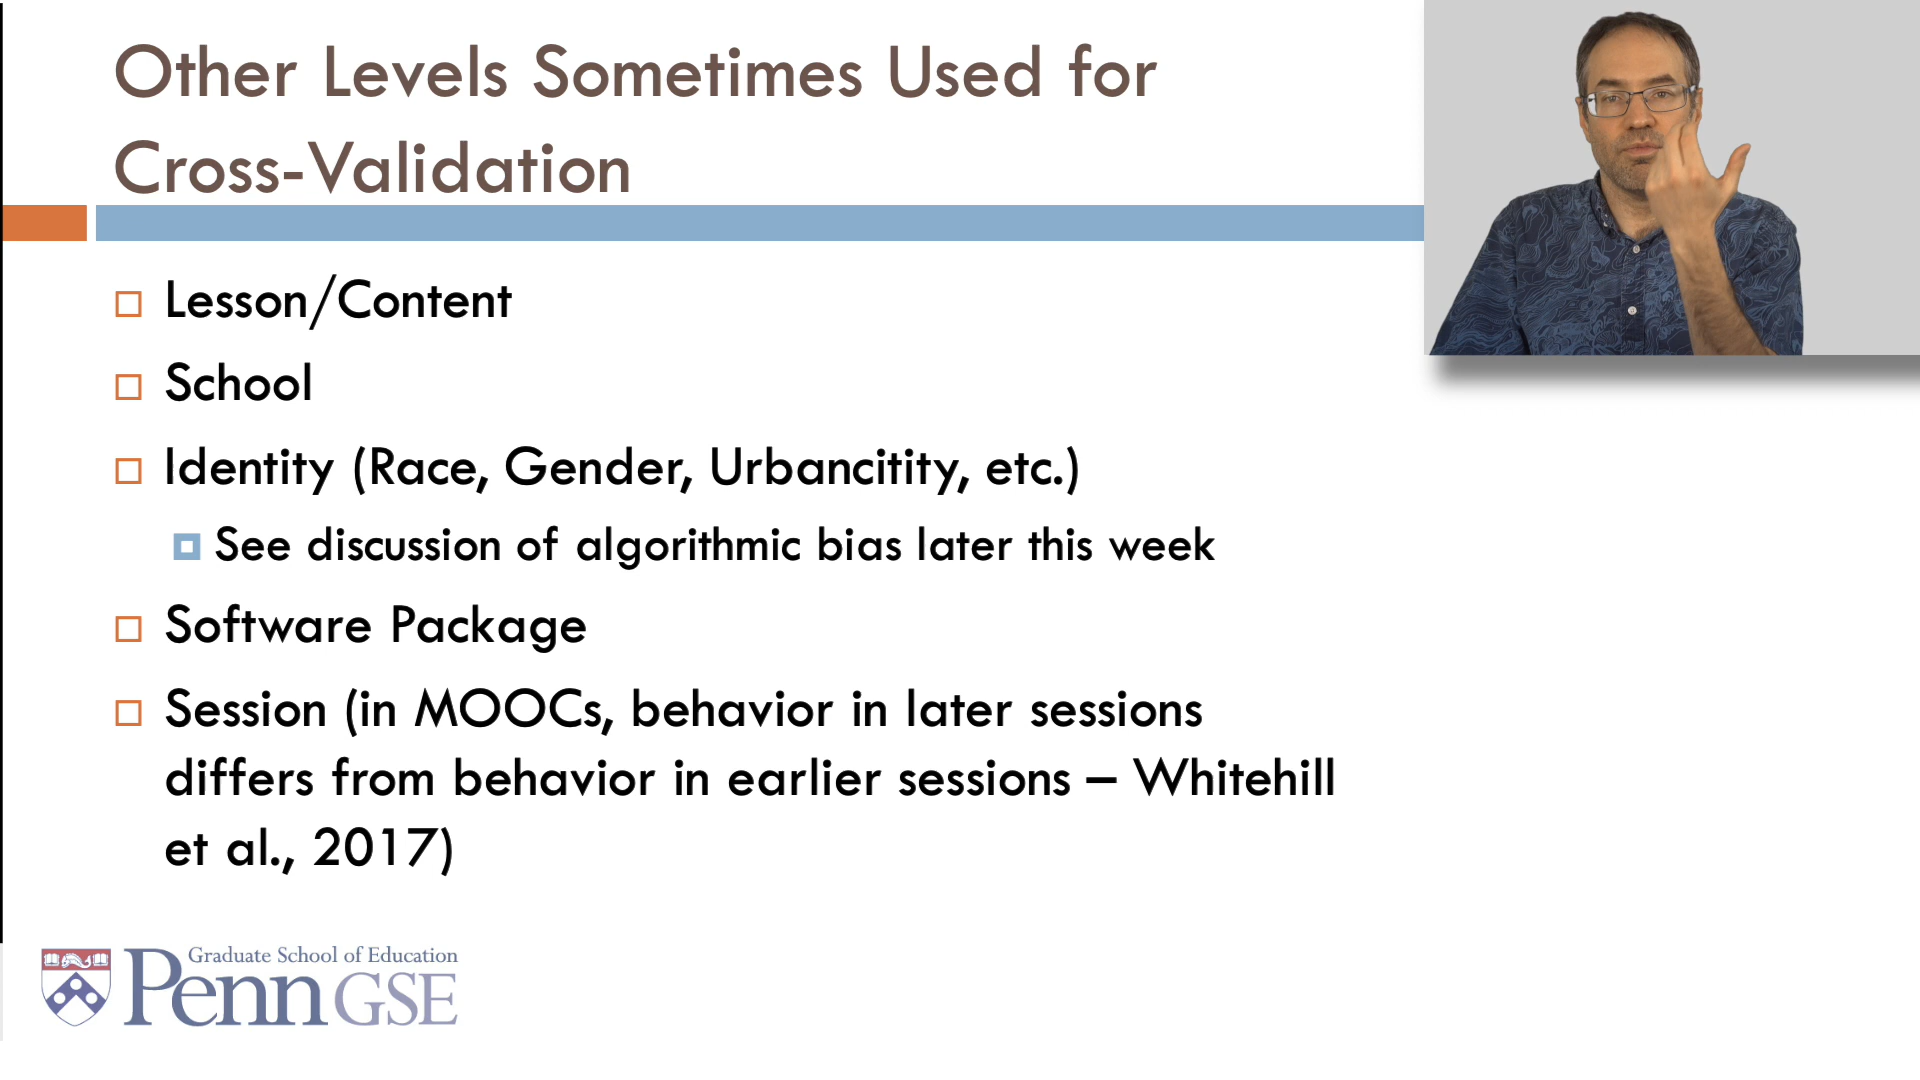 Other Levels Sometimes Used for
Cross-Validation
Lesson/Content
School
Identity (Race, Gender, Urbancitity, etc.)
See discussion of algorithmic bias later this week
Software Package
Session (in MOOCs, behavior in later sessions
differs from behavior in earlier sessions – Whitehill
et al., 2017)
Graduate School of Education
Penn GSE